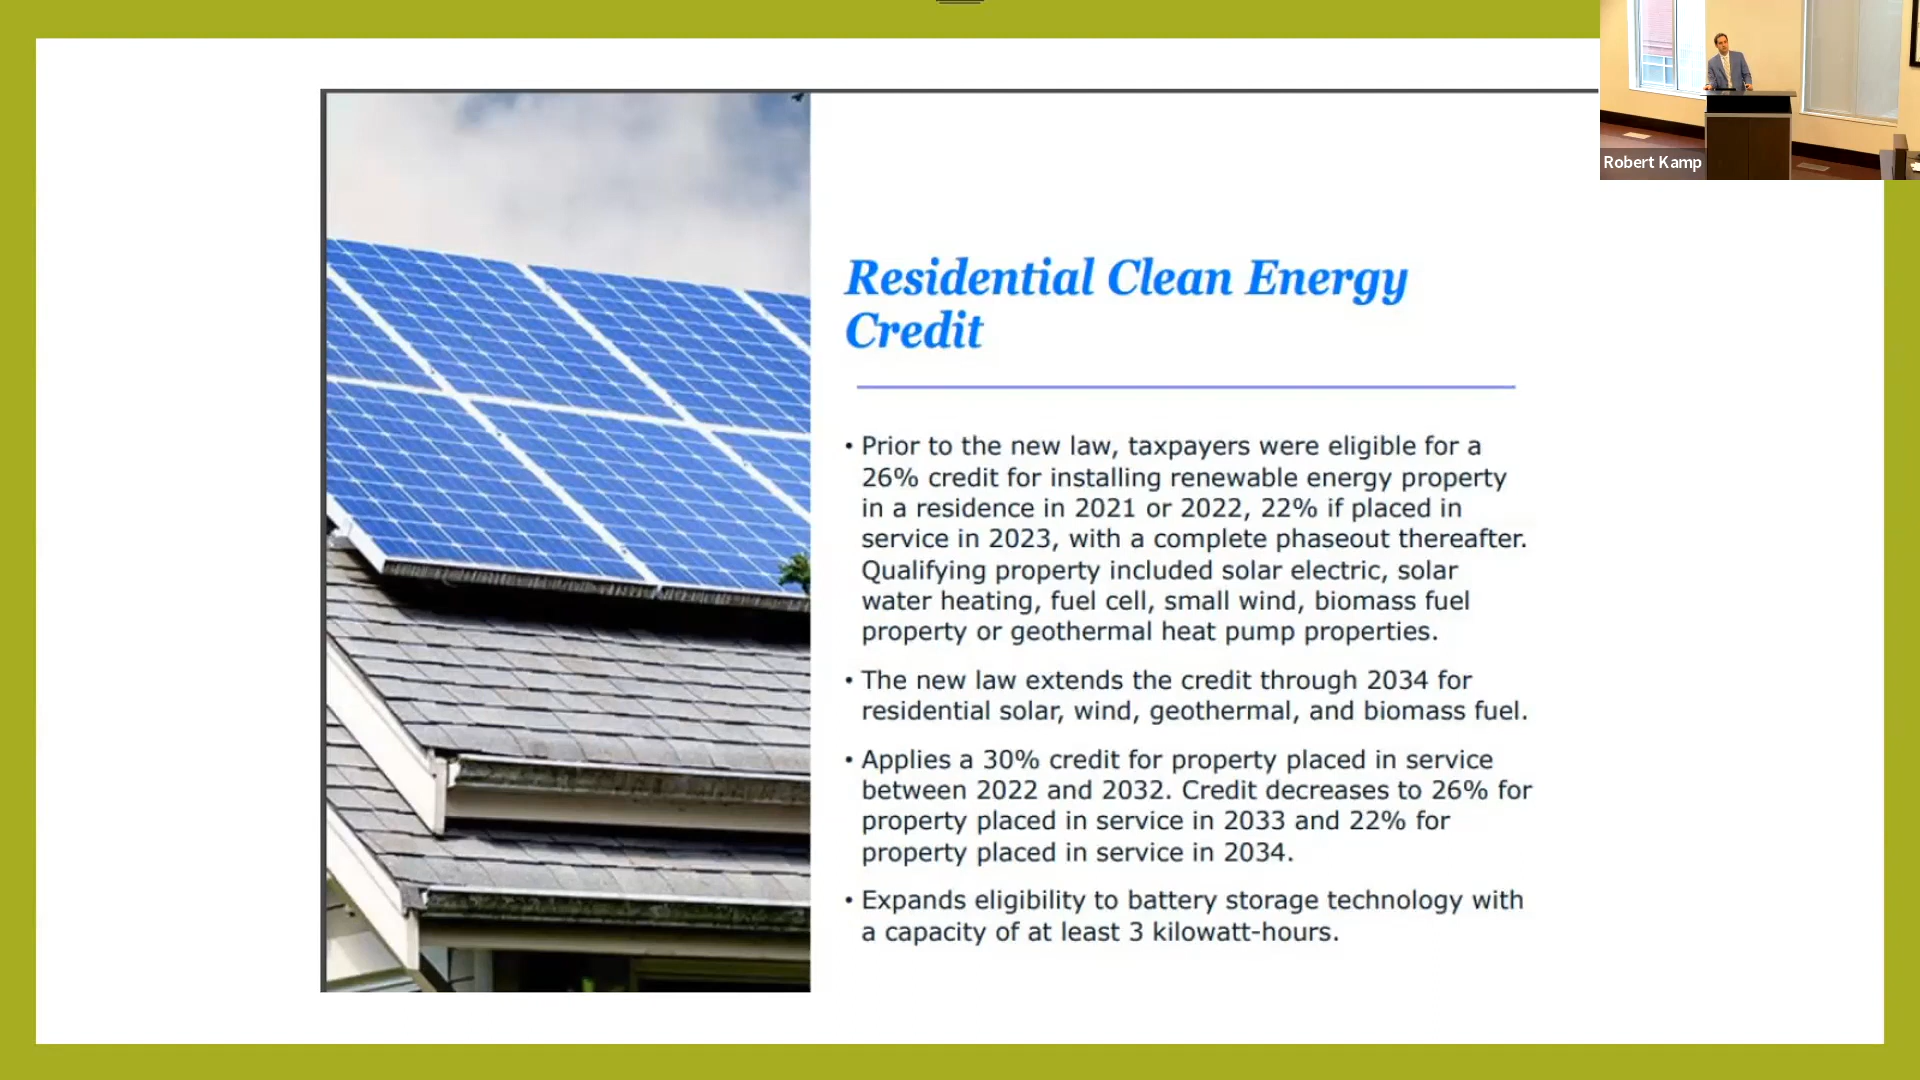 Robert Kamp
Residential Clean Energy
Credit
• Prior to the new law, taxpayers were eligible for a
26% credit for installing renewable energy property
in a residence in 2021 or 2022, 22% if placed in
service in 2023, with a complete phaseout thereafter.
Qualifying property included solar electric, solar
water heating, fuel cell, small wind, biomass fuel
property or geothermal heat pump properties.
• The new law extends the credit through 2034 for
residential solar, wind, geothermal, and biomass fuel.
• Applies a 30% credit for property placed in service
between 2022 and 2032. Credit decreases to 26% for
property placed in service in 2033 and 22% for
property placed in service in 2034.
• Expands eligibility to battery storage technology with
a capacity of at least 3 kilowatt-hours.